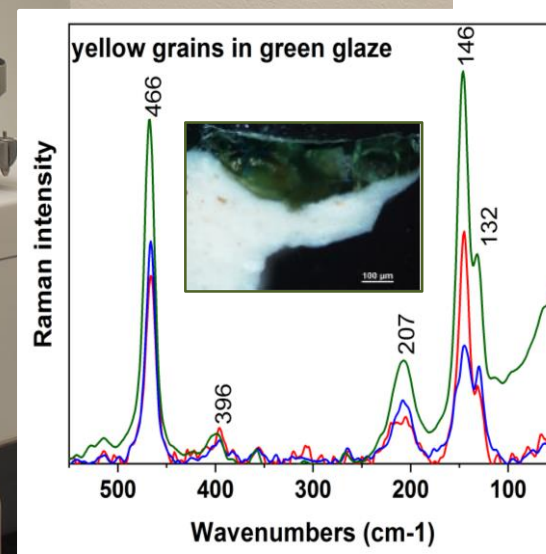 yellow grains in green glaze
146
466
132
207
396
100 µm
Raman intensity
500
400
300
200
100
Wavenumbers (cm-1)